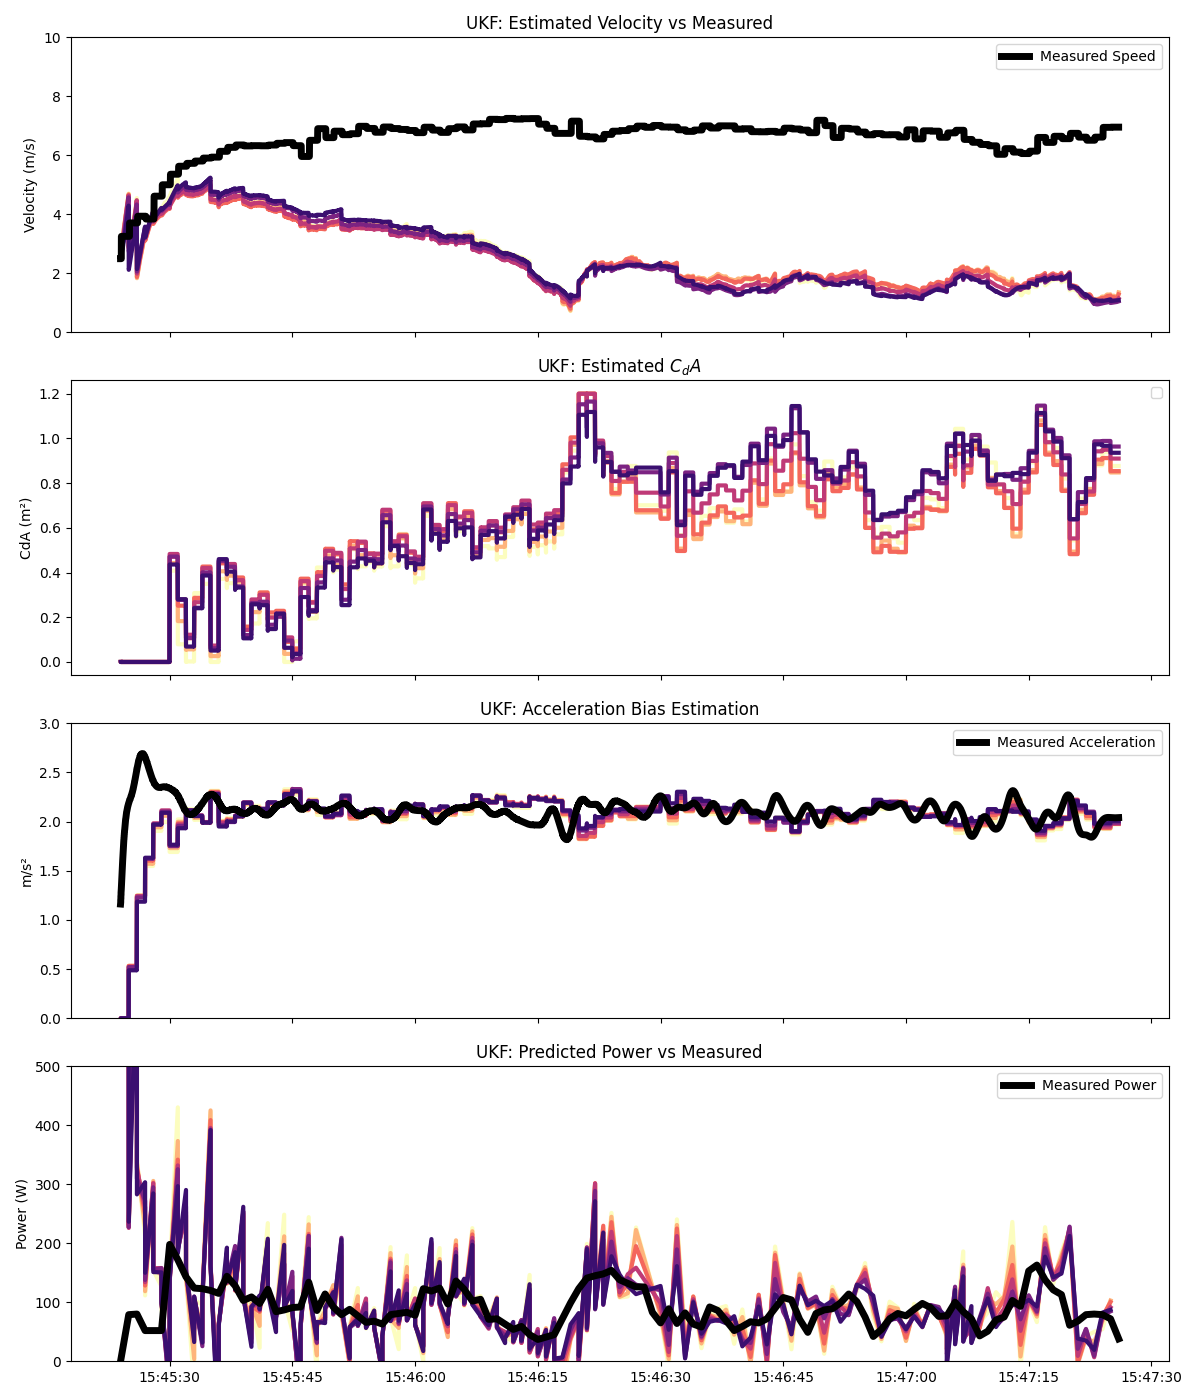 UKF: Estimated Velocity vs Measured
10
Measured Speed
8
6
4
2
0
Velocity (m/s)
UKF: Estimated $C_dA$
1.2
1.0
0.8
0.6
0.4
0.2
0.0
CdA (m²)
UKF: Acceleration Bias Estimation
3.0
Measured Acceleration
2.5
2.0
1.5
1.0
0.5
0.0
m/s²
UKF: Predicted Power vs Measured
500
Measured Power
400
300
200
100
0
Power (W)
15:45:30 15:45:45 15:46:00 15:46:15 15:46:30 15:46:45 15:47:00 15:47:15 15:47:30